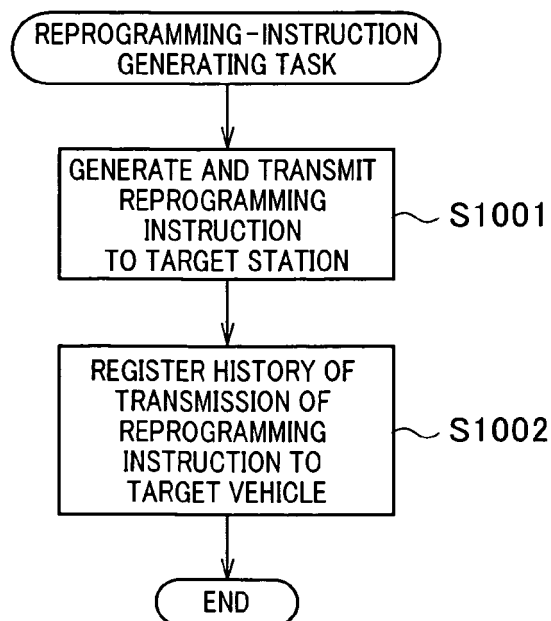 REPROGRAMMING-INSTRUCTION
GENERATING TASK
GENERATE AND TRANSMIT
REPROGRAMMING
INSTRUCTION
TO TARGET STATION
S1001
REGISTER HISTORY OF
TRANSMISSION OF
REPROGRAMMING
INSTRUCTION TO
TARGET VEHICLE
S1002
END